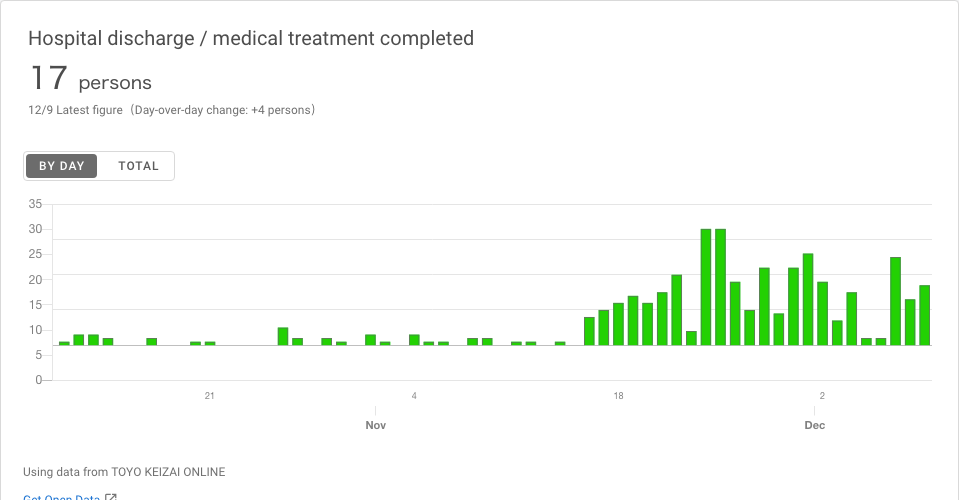 Hospital discharge / medical treatment completed
17 persons
12/9 Latest figure（Day-over-day change: +4 persons）
BY DAY TOTAL
35
30
25
20
15
10
5
0
21 4 18 2
Nov Dec
Using data from TOYO KEIZAI ONLINE
Get Open Data